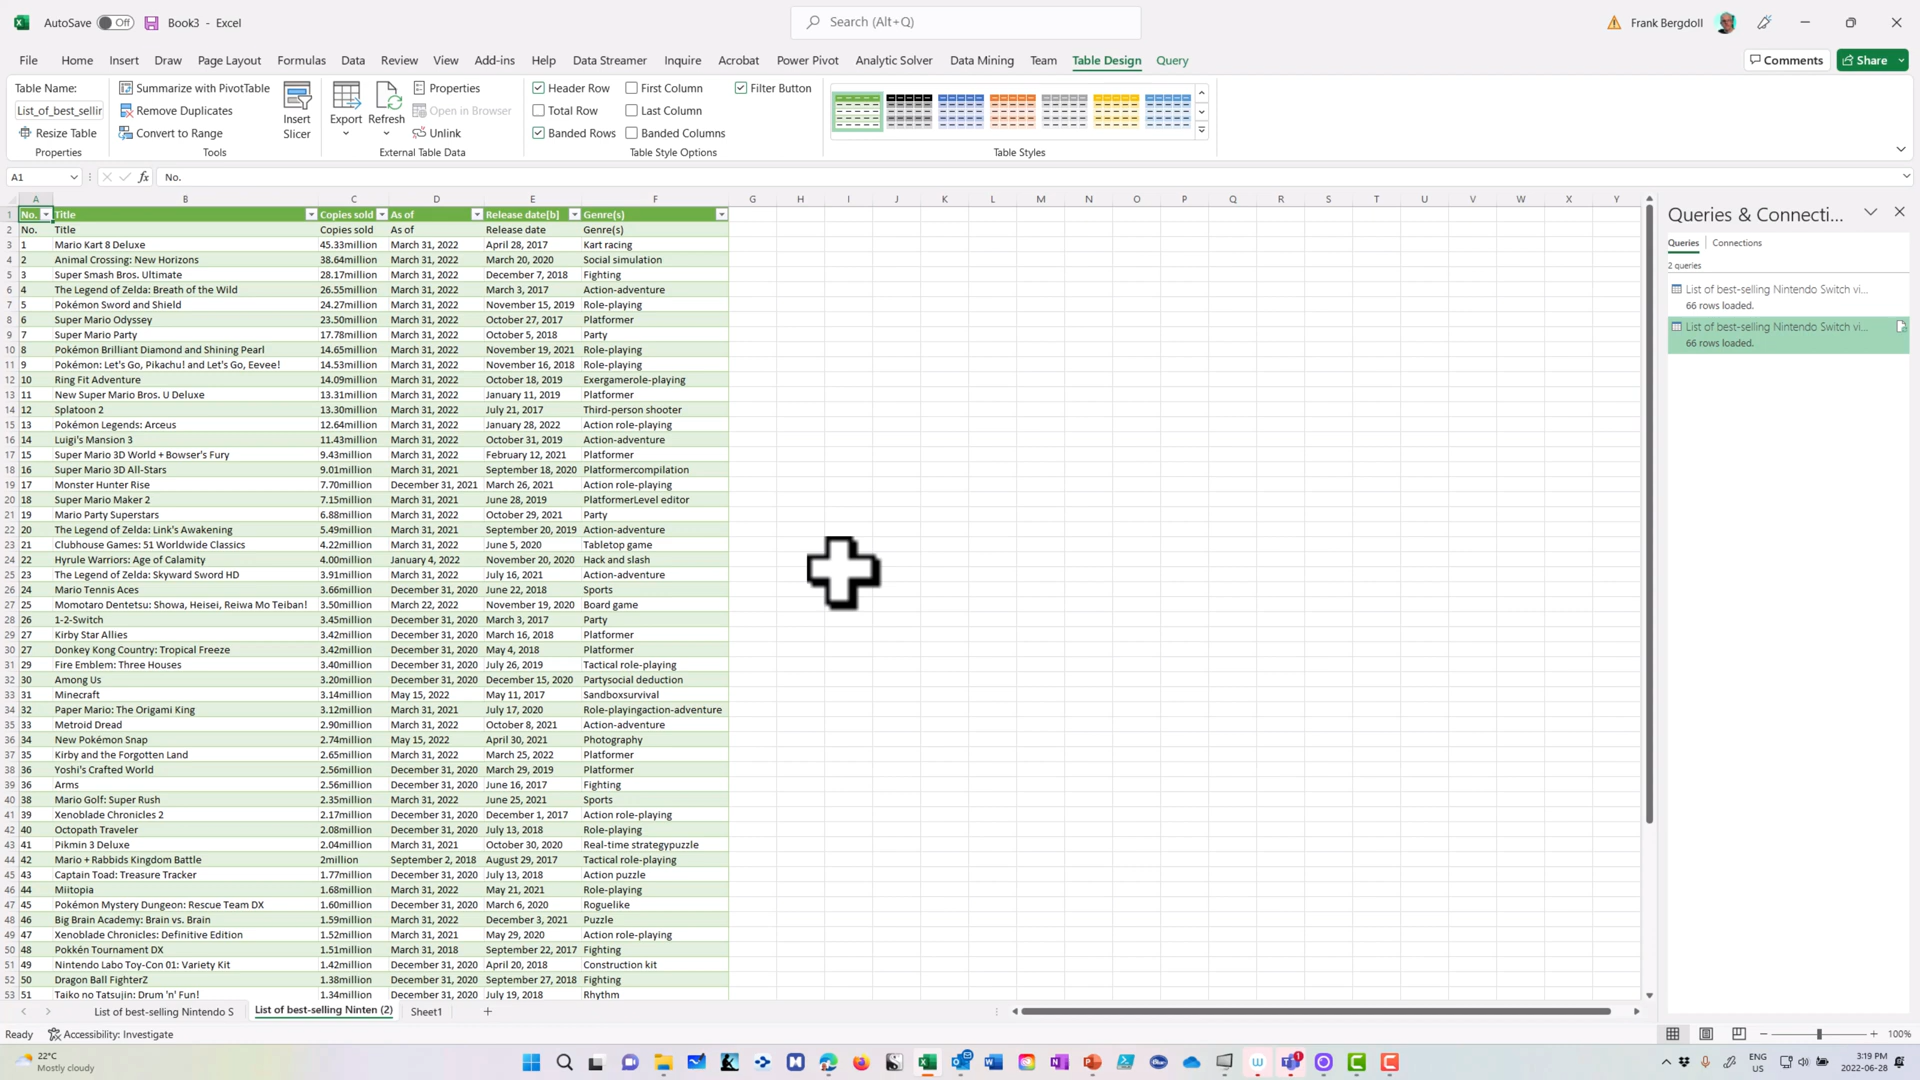 AutoSave Off Book3 - Excel Search (Alt+Q) Frank Bergdoll
File Home Insert Draw Page Layout Formulas Data Review View Add-ins Help Data Streamer Inquire Acrobat Power Pivot Analytic Solver Data Mining Team Table Design Query Comments Share
Table Name: Summarize with PivotTable Properties Header Row First Column Filter Button
List_of_best_sellir Remove Duplicates Open in Browser Total Row Last Column
Resize Table Convert to Range Insert Slicer Export Refresh Unlink Banded Rows Banded Columns
Properties Tools External Table Data Table Style Options Table Styles
A1 fx No.
A B C D E F G H I J K L M N O P Q R S T U V W X Y
1 No. Title Copies sold As of Release date[b] Genre(s)
2 No. Title Copies sold As of Release date Genre(s)
3 1 Mario Kart 8 Deluxe 45.33million March 31, 2022 April 28, 2017 Kart racing
4 2 Animal Crossing: New Horizons 38.64million March 31, 2022 March 20, 2020 Social simulation
5 3 Super Smash Bros. Ultimate 28.17million March 31, 2022 December 7, 2018 Fighting
6 4 The Legend of Zelda: Breath of the Wild 26.55million March 31, 2022 March 3, 2017 Action-adventure
7 5 Pokémon Sword and Shield 24.27million March 31, 2022 November 15, 2019 Role-playing
8 6 Super Mario Odyssey 23.50million March 31, 2022 October 27, 2017 Platformer
9 7 Super Mario Party 17.78million March 31, 2022 October 5, 2018 Party
10 8 Pokémon Brilliant Diamond and Shining Pearl 14.65million March 31, 2022 November 19, 2021 Role-playing
11 9 Pokémon: Let's Go, Pikachu! and Let's Go, Eevee! 14.53million March 31, 2022 November 16, 2018 Role-playing
12 10 Ring Fit Adventure 14.09million March 31, 2022 October 18, 2019 Exergamerole-playing
13 11 New Super Mario Bros. U Deluxe 13.31million March 31, 2022 January 11, 2019 Platformer
14 12 Splatoon 2 13.30million March 31, 2022 July 21, 2017 Third-person shooter
15 13 Pokémon Legends: Arceus 12.64million March 31, 2022 January 28, 2022 Action role-playing
16 14 Luigi's Mansion 3 11.43million March 31, 2022 October 31, 2019 Action-adventure
17 15 Super Mario 3D World + Bowser's Fury 9.43million March 31, 2022 February 12, 2021 Platformer
18 16 Super Mario 3D All-Stars 9.01million March 31, 2021 September 18, 2020 Platformercompilation
19 17 Monster Hunter Rise 7.70million December 31, 2021 March 26, 2021 Action role-playing
20 18 Super Mario Maker 2 7.15million March 31, 2021 June 28, 2019 PlatformerLevel editor
21 19 Mario Party Superstars 6.88million March 31, 2022 October 29, 2021 Party
22 20 The Legend of Zelda: Link's Awakening 5.49million March 31, 2021 September 20, 2019 Action-adventure
23 21 Clubhouse Games: 51 Worldwide Classics 4.22million March 31, 2022 June 5, 2020 Tabletop game
24 22 Hyrule Warriors: Age of Calamity 4.00million January 4, 2022 November 20, 2020 Hack and slash
25 23 The Legend of Zelda: Skyward Sword HD 3.91million March 31, 2022 July 16, 2021 Action-adventure
26 24 Mario Tennis Aces 3.66million December 31, 2020 June 22, 2018 Sports
27 25 Momotaro Dentetsu: Showa, Heisei, Reiwa Mo Teiban! 3.50million March 22, 2022 November 19, 2020 Board game
28 26 1-2-Switch 3.45million December 31, 2020 March 3, 2017 Party
29 27 Kirby Star Allies 3.42million December 31, 2020 March 16, 2018 Platformer
30 27 Donkey Kong Country: Tropical Freeze 3.42million December 31, 2020 May 4, 2018 Platformer
31 29 Fire Emblem: Three Houses 3.40million December 31, 2020 July 26, 2019 Tactical role-playing
32 30 Among Us 3.20million December 31, 2020 December 15, 2020 Partysocial deduction
33 31 Minecraft 3.14million May 15, 2022 May 11, 2017 Sandboxsurvival
34 32 Paper Mario: The Origami King 3.12million March 31, 2021 July 17, 2020 Role-playingaction-adventure
35 33 Metroid Dread 2.90million March 31, 2022 October 8, 2021 Action-adventure
36 34 New Pokémon Snap 2.74million May 15, 2022 April 30, 2021 Photography
37 35 Kirby and the Forgotten Land 2.65million March 31, 2022 March 25, 2022 Platformer
38 36 Yoshi's Crafted World 2.56million December 31, 2020 March 29, 2019 Platformer
39 36 Arms 2.56million December 31, 2020 June 16, 2017 Fighting
40 38 Mario Golf: Super Rush 2.35million March 31, 2022 June 25, 2021 Sports
41 39 Xenoblade Chronicles 2 2.17million December 31, 2020 December 1, 2017 Action role-playing
42 40 Octopath Traveler 2.08million December 31, 2020 July 13, 2018 Role-playing
43 41 Pikmin 3 Deluxe 2.04million March 31, 2021 October 30, 2020 Real-time strategypuzzle
44 42 Mario + Rabbids Kingdom Battle 2million September 2, 2018 August 29, 2017 Tactical role-playing
45 43 Captain Toad: Treasure Tracker 1.77million December 31, 2020 July 13, 2018 Action puzzle
46 44 Miitopia 1.68million March 31, 2022 May 21, 2021 Role-playing
47 45 Pokémon Mystery Dungeon: Rescue Team DX 1.60million December 31, 2020 March 6, 2020 Roguelike
48 46 Big Brain Academy: Brain vs. Brain 1.59million March 31, 2022 December 3, 2021 Puzzle
49 47 Xenoblade Chronicles: Definitive Edition 1.52million March 31, 2021 May 29, 2020 Action role-playing
50 48 Pokkén Tournament DX 1.51million March 31, 2018 September 22, 2017 Fighting
51 49 Nintendo Labo Toy-Con 01: Variety Kit 1.42million December 31, 2020 April 20, 2018 Construction kit
52 50 Dragon Ball FighterZ 1.38million December 31, 2020 September 27, 2018 Fighting
53 51 Taiko no Tatsujin: Drum 'n' Fun! 1.34million December 31, 2020 July 19, 2018 Rhythm
Queries & Connecti...
Queries Connections
2 queries
List of best-selling Nintendo Switch vi...
66 rows loaded.
List of best-selling Nintendo Switch vi...
66 rows loaded.
List of best-selling Nintendo S List of best-selling Ninten (2) Sheet1
Ready Accessibility: Investigate 100%
22°C
Mostly cloudy
ENG
US
3:19 PM
2022-06-28